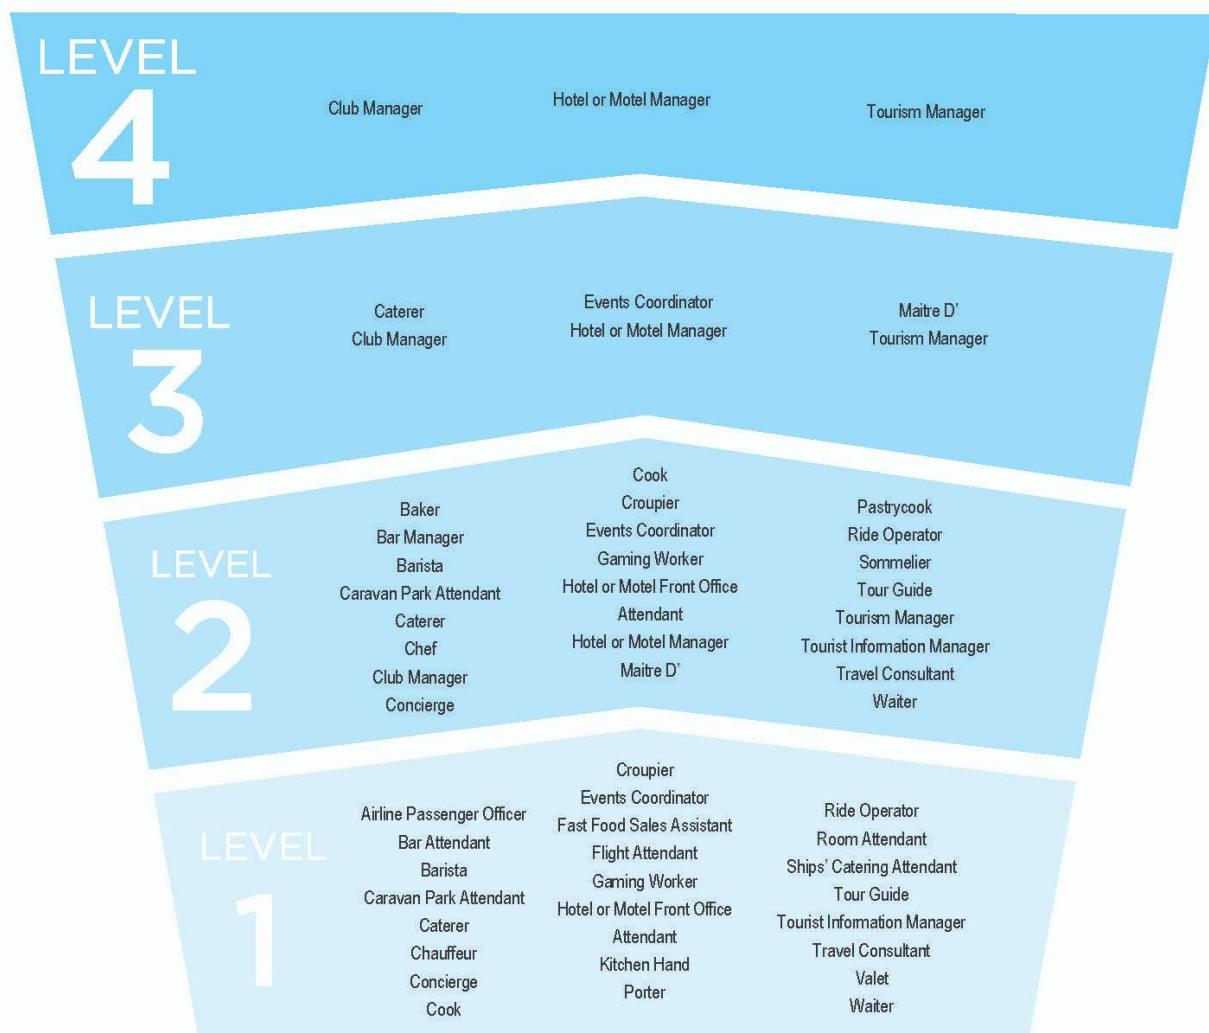 LEVEL
4
Club Manager
Hotel or Motel Manager
Tourism Manager
LEVEL
3
Caterer
Club Manager
Events Coordinator
Hotel or Motel Manager
Maitre D'
Tourism Manager
LEVEL
2
Baker
Bar Manager
Barista
Caravan Park Attendant
Caterer
Chef
Club Manager
Concierge
Cook
Croupier
Events Coordinator
Gaming Worker
Hotel or Motel Front Office
Attendant
Hotel or Motel Manager
Maitre D'
Pastrycook
Ride Operator
Sommelier
Tour Guide
Tourism Manager
Tourist Information Manager
Travel Consultant
Waiter
LEVEL
1
Airline Passenger Officer
Bar Attendant
Barista
Caravan Park Attendant
Caterer
Chauffeur
Concierge
Cook
Croupier
Events Coordinator
Fast Food Sales Assistant
Flight Attendant
Gaming Worker
Hotel or Motel Front Office
Attendant
Kitchen Hand
Porter
Ride Operator
Room Attendant
Ships' Catering Attendant
Tour Guide
Tourist Information Manager
Travel Consultant
Valet
Waiter